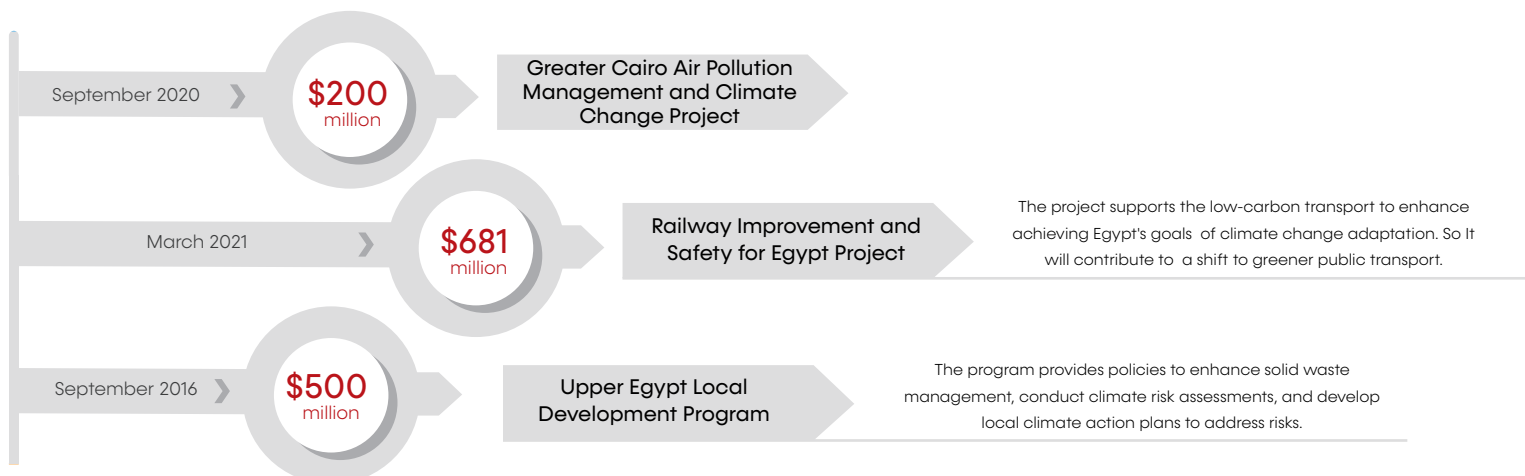 September 2020
$200
million
Greater Cairo Air Pollution
Management and Climate
Change Project
March 2021
$681
million
Railway Improvement and
Safety for Egypt Project
The project supports the low-carbon transport to enhance
achieving Egypt's goals of climate change adaptation. So It
will contribute to a shift to greener public transport.
September 2016
$500
million
Upper Egypt Local
Development Program
The program provides policies to enhance solid waste
management, conduct climate risk assessments, and develop
local climate action plans to address risks.